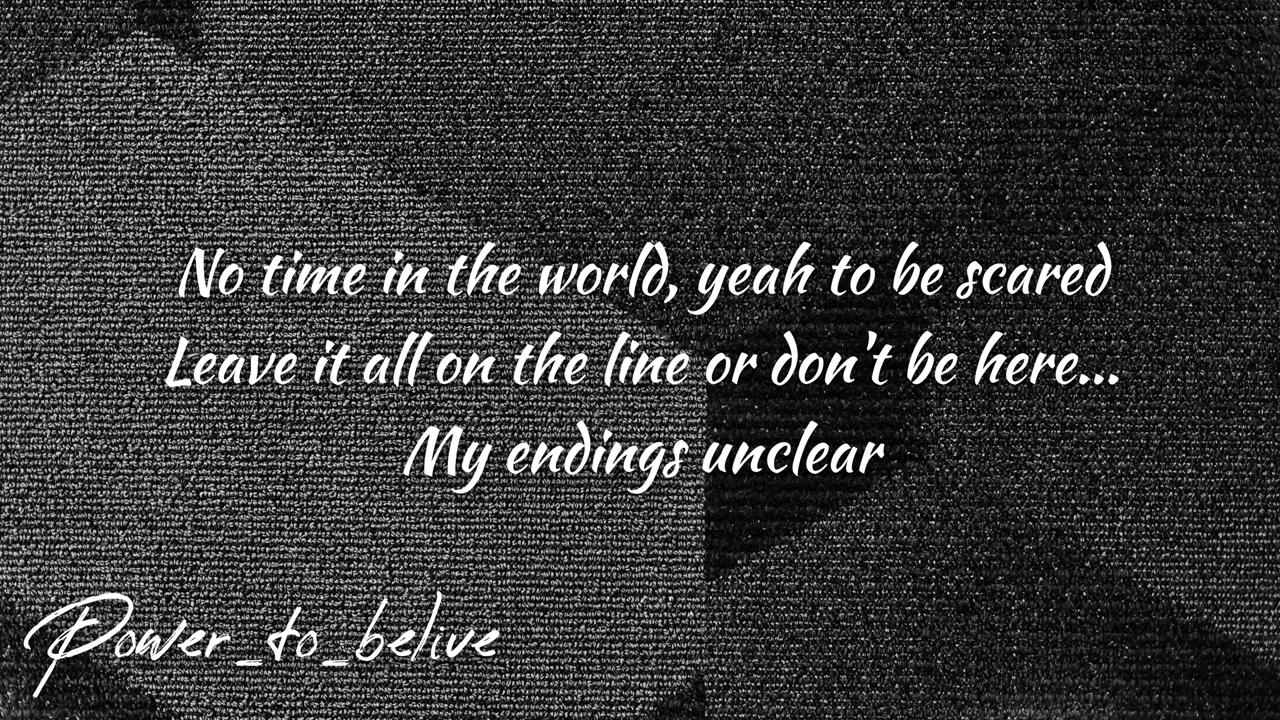 No time in the world, yeah to be scared
Leave it all on the line or don't be here...
My endings unclear
Power_to_belive